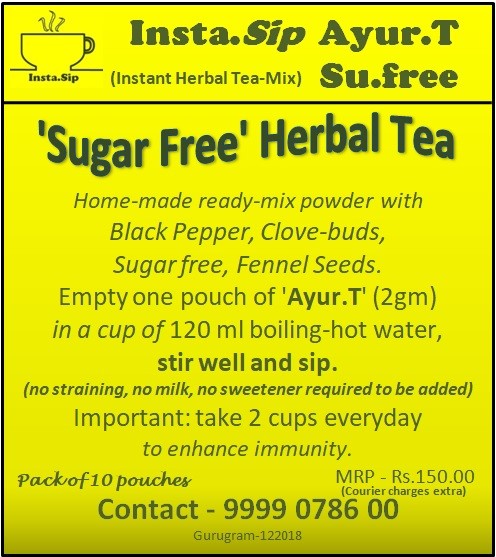 Insta.Sip
Insta.Sip Ayur.T
(Instant Herbal Tea-Mix) Su.free
'Sugar Free' Herbal Tea
Home-made ready-mix powder with
Black Pepper, Clove-buds,
Sugar free, Fennel Seeds.
Empty one pouch of 'Ayur.T' (2gm)
in a cup of 120 ml boiling-hot water,
stir well and sip.
(no straining, no milk, no sweetener required to be added)
Important: take 2 cups everyday
to enhance immunity.
Pack of 10 pouches
MRP - Rs.150.00
(Courier charges extra)
Contact - 9999 0786 00
Gurugram-122018